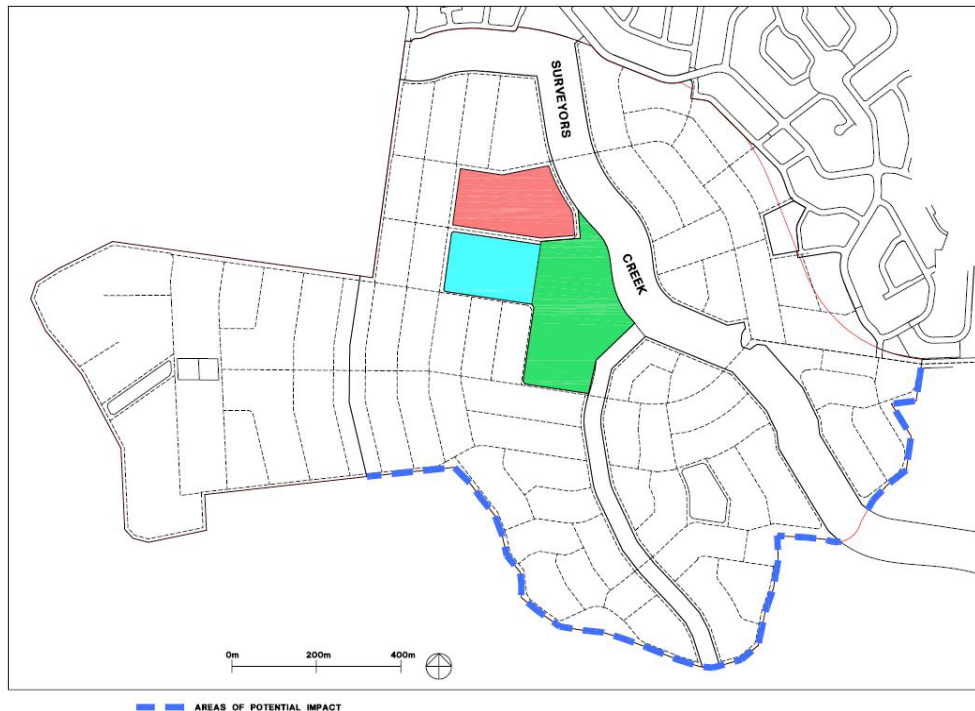 SURVEYORS
CREEK
0m 200m 400m
AREAS OF POTENTIAL IMPACT